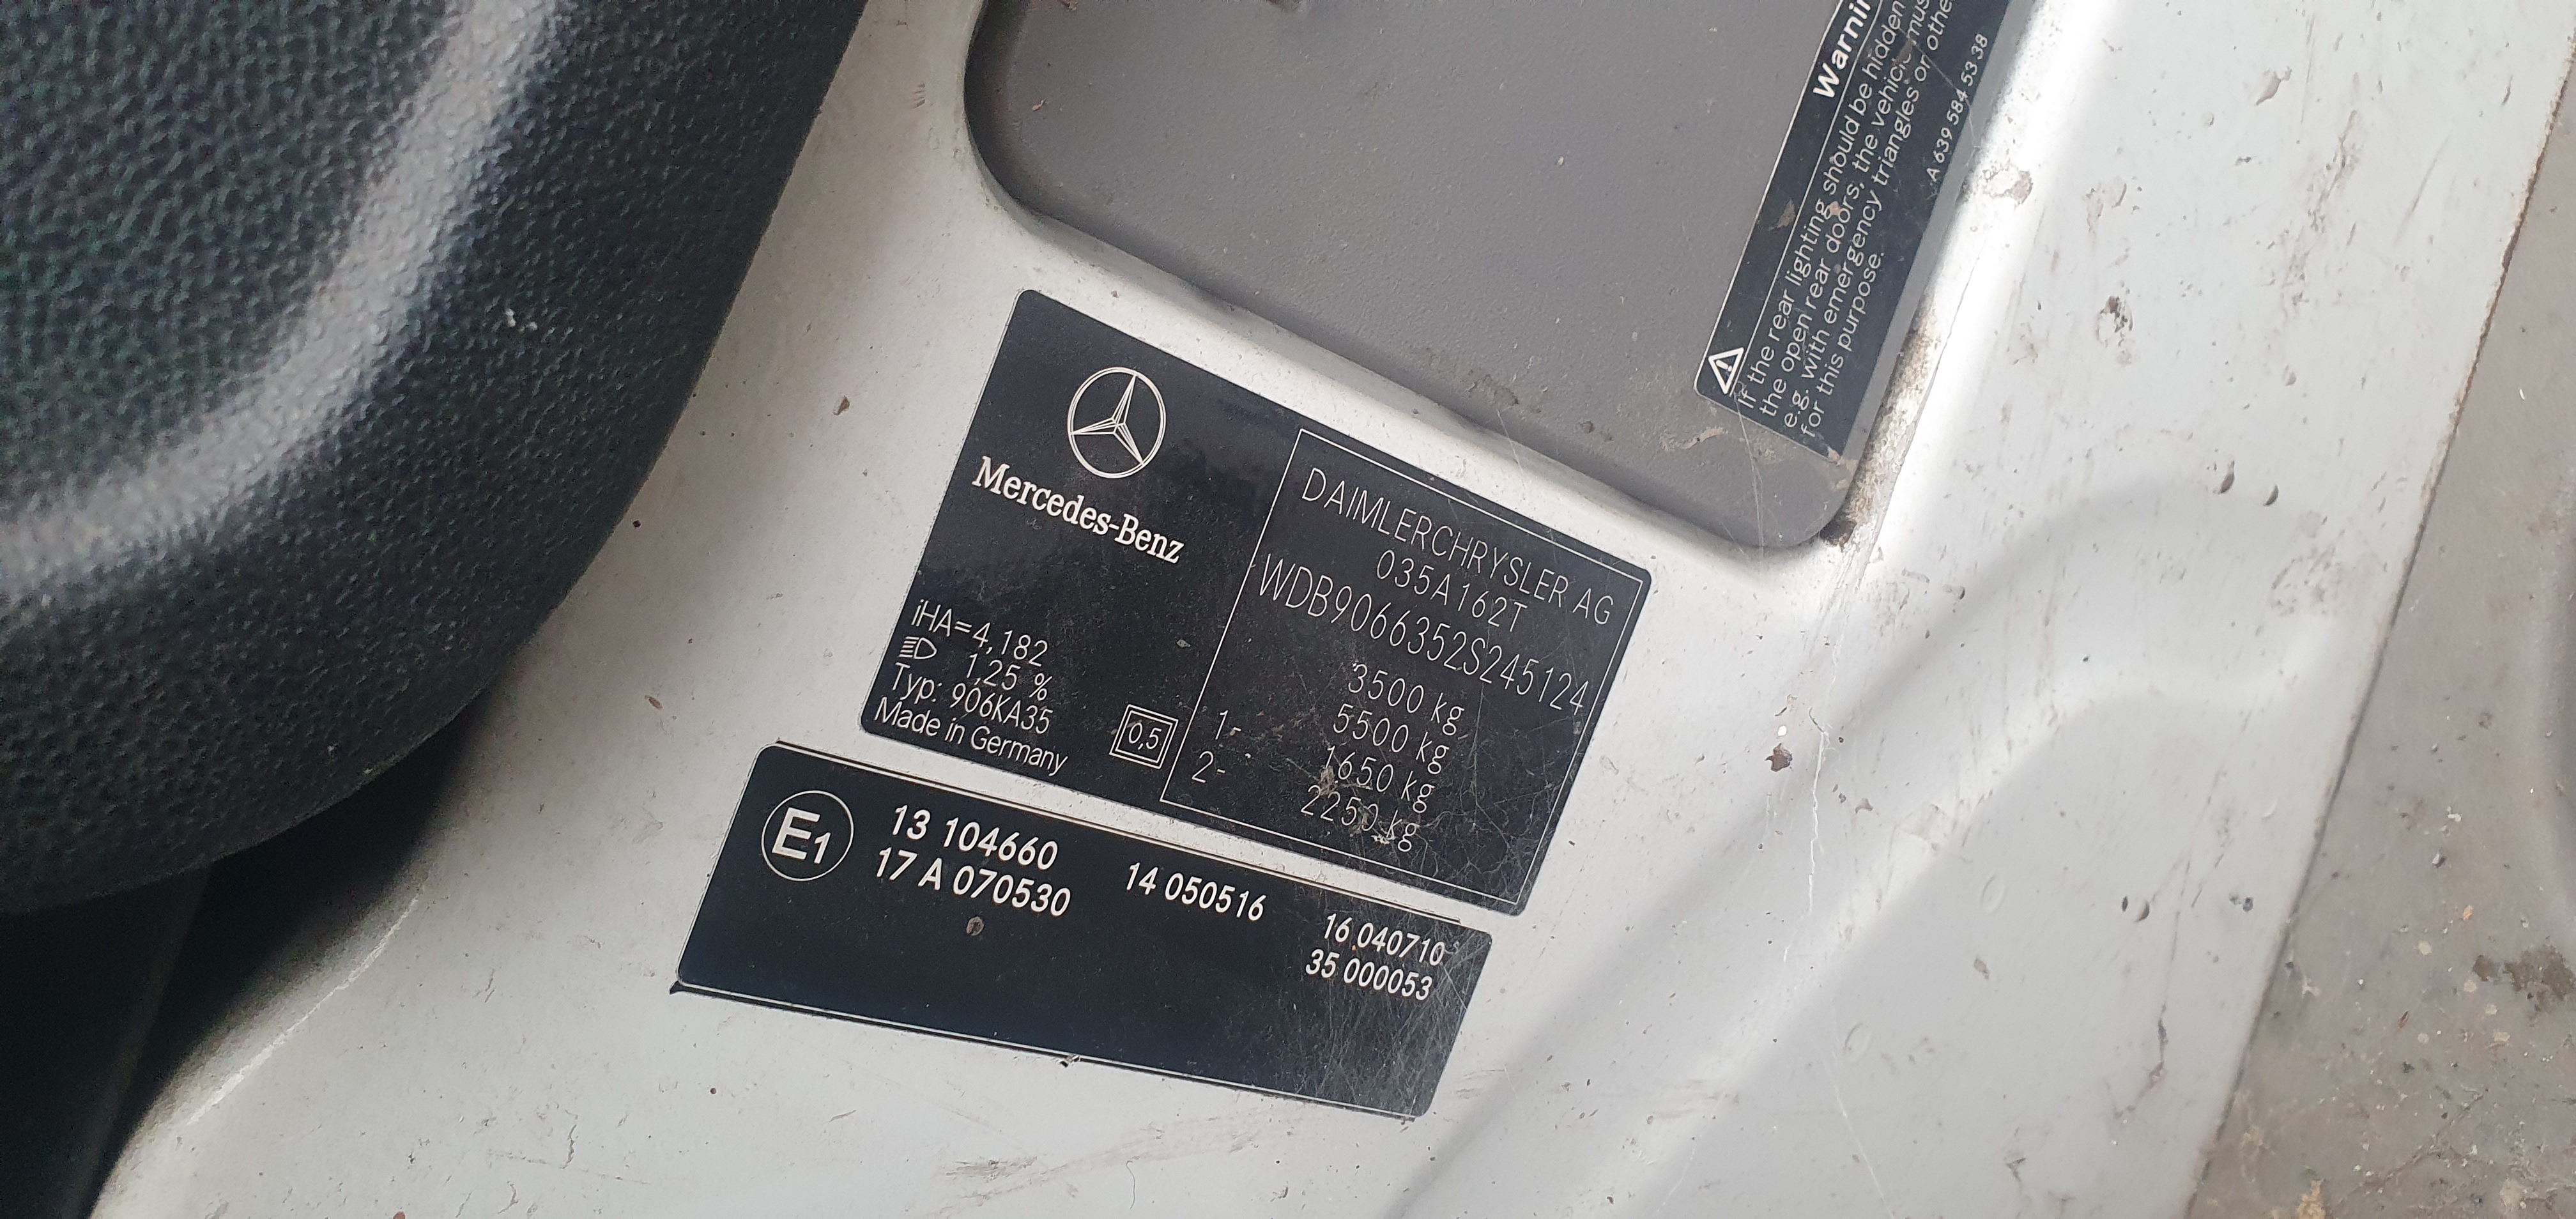 Mercedes-Benz
iHA=4,182
1,25 %
Typ: 906KA35
Made in Germany
0,5
DAIMLERCHRYSLER AG
035A162T
WDB9066352S245124
3500 kg
5500 kg
1- 1650 kg
2- 2250 kg
E1
13 104660 14 050516 16 040710
17 A 070530 35 000053
If the rear lighting should be hidden
the open rear doors, the vehicle
e.g. with emergency triangles or
for this purpose.
A 639 584 53 38